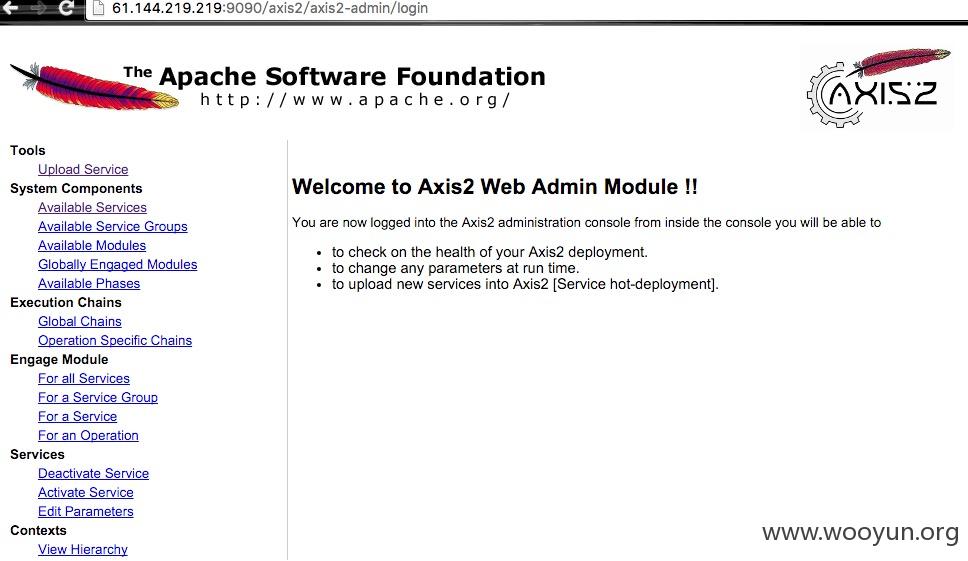 61.144.219.219:9090/axis2/axis2-admin/login
The Apache Software Foundation
http://www.apache.org/
AXIS2
Tools
Upload Service
System Components
Available Services
Available Service Groups
Available Modules
Globally Engaged Modules
Available Phases
Execution Chains
Global Chains
Operation Specific Chains
Engage Module
For all Services
For a Service Group
For a Service
For an Operation
Services
Deactivate Service
Activate Service
Edit Parameters
Contexts
View Hierarchy
Welcome to Axis2 Web Admin Module !!
You are now logged into the Axis2 administration console from inside the console you will be able to
• to check on the health of your Axis2 deployment.
• to change any parameters at run time.
• to upload new services into Axis2 [Service hot-deployment].
www.wooyun.org